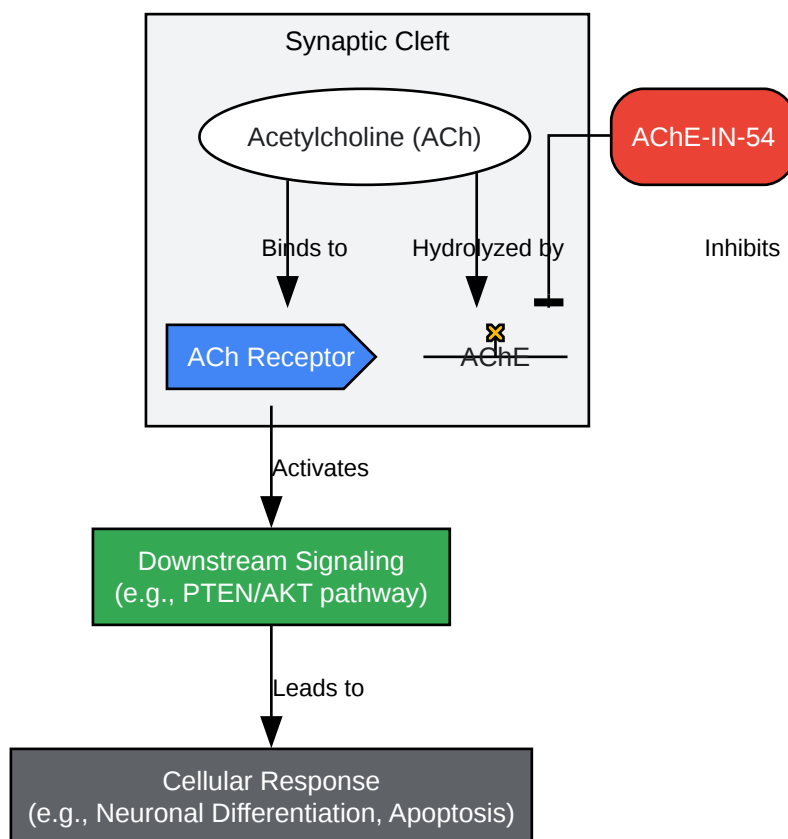 Synaptic Cleft
Acetylcholine (ACh)
AChE-IN-54
Binds to
Hydrolyzed by
Inhibits
ACh Receptor
AChE
Activates
Downstream Signaling
(e.g., PTEN/AKT pathway)
Leads to
Cellular Response
(e.g., Neuronal Differentiation, Apoptosis)